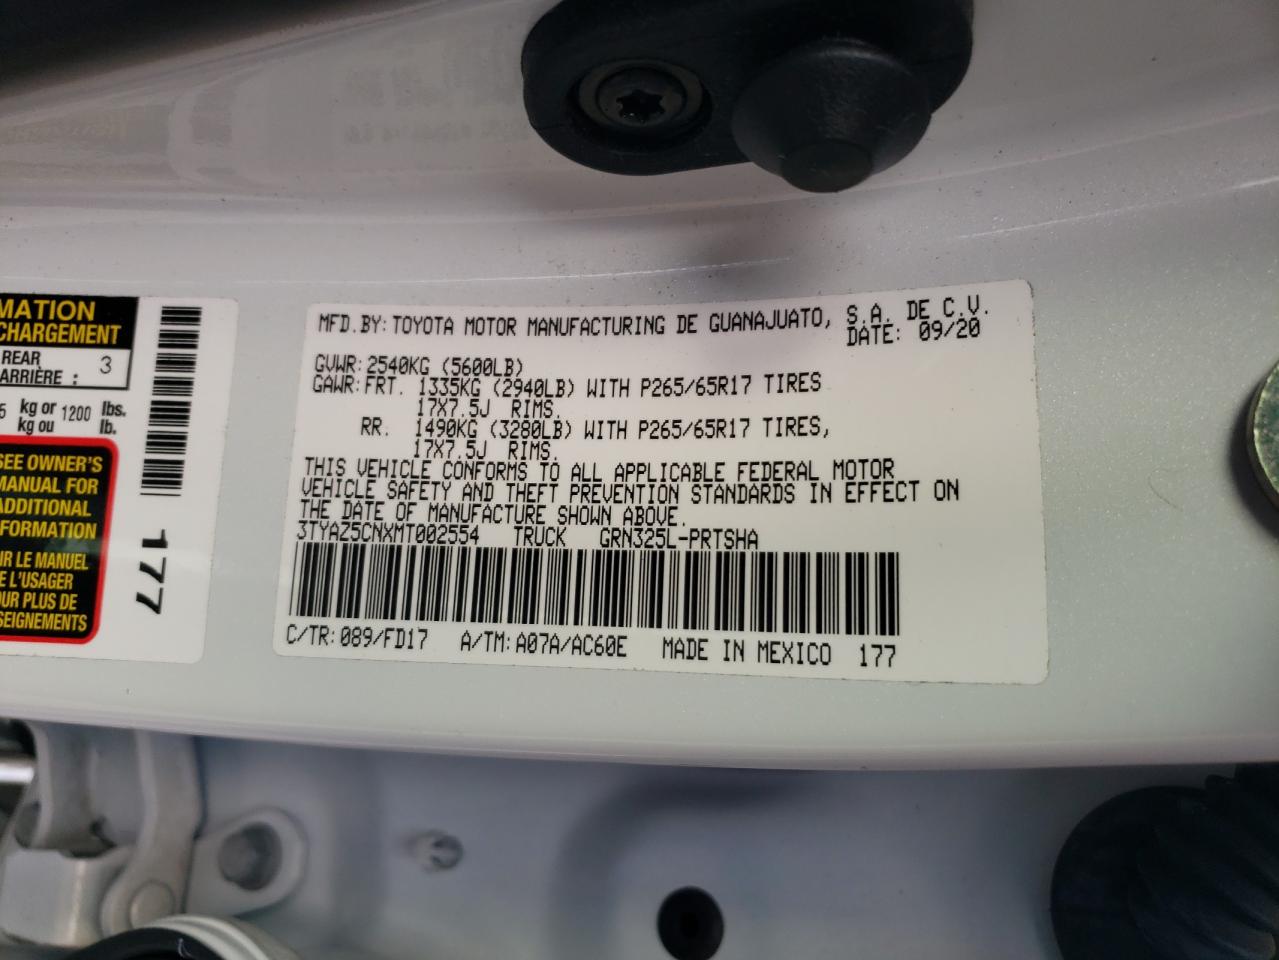 MATION
CHARGEMENT
REAR
ARRIÈRE : 3
5 kg or 1200 lbs.
kg ou lb.
SEE OWNER'S
MANUAL FOR
ADDITIONAL
INFORMATION
IR LE MANUEL
E L'USAGER
UR PLUS DE
SEIGNEMENTS
177
MFD. BY: TOYOTA MOTOR MANUFACTURING DE GUANAJUATO, S.A. DE C.V.
DATE: 09/20
GVWR: 2540KG (5600LB)
GAWR: FRT. 1335KG (2940LB) WITH P265/65R17 TIRES
17X7.5J RIMS.
RR. 1490KG (3280LB) WITH P265/65R17 TIRES,
17X7.5J RIMS.
THIS VEHICLE CONFORMS TO ALL APPLICABLE FEDERAL MOTOR
VEHICLE SAFETY AND THEFT PREVENTION STANDARDS IN EFFECT ON
THE DATE OF MANUFACTURE SHOWN ABOVE.
3TYAZ5CNXMT002554 TRUCK GRN325L-PRTSHA
C/TR: 089/FD17 A/TM: A07A/AC60E MADE IN MEXICO 177